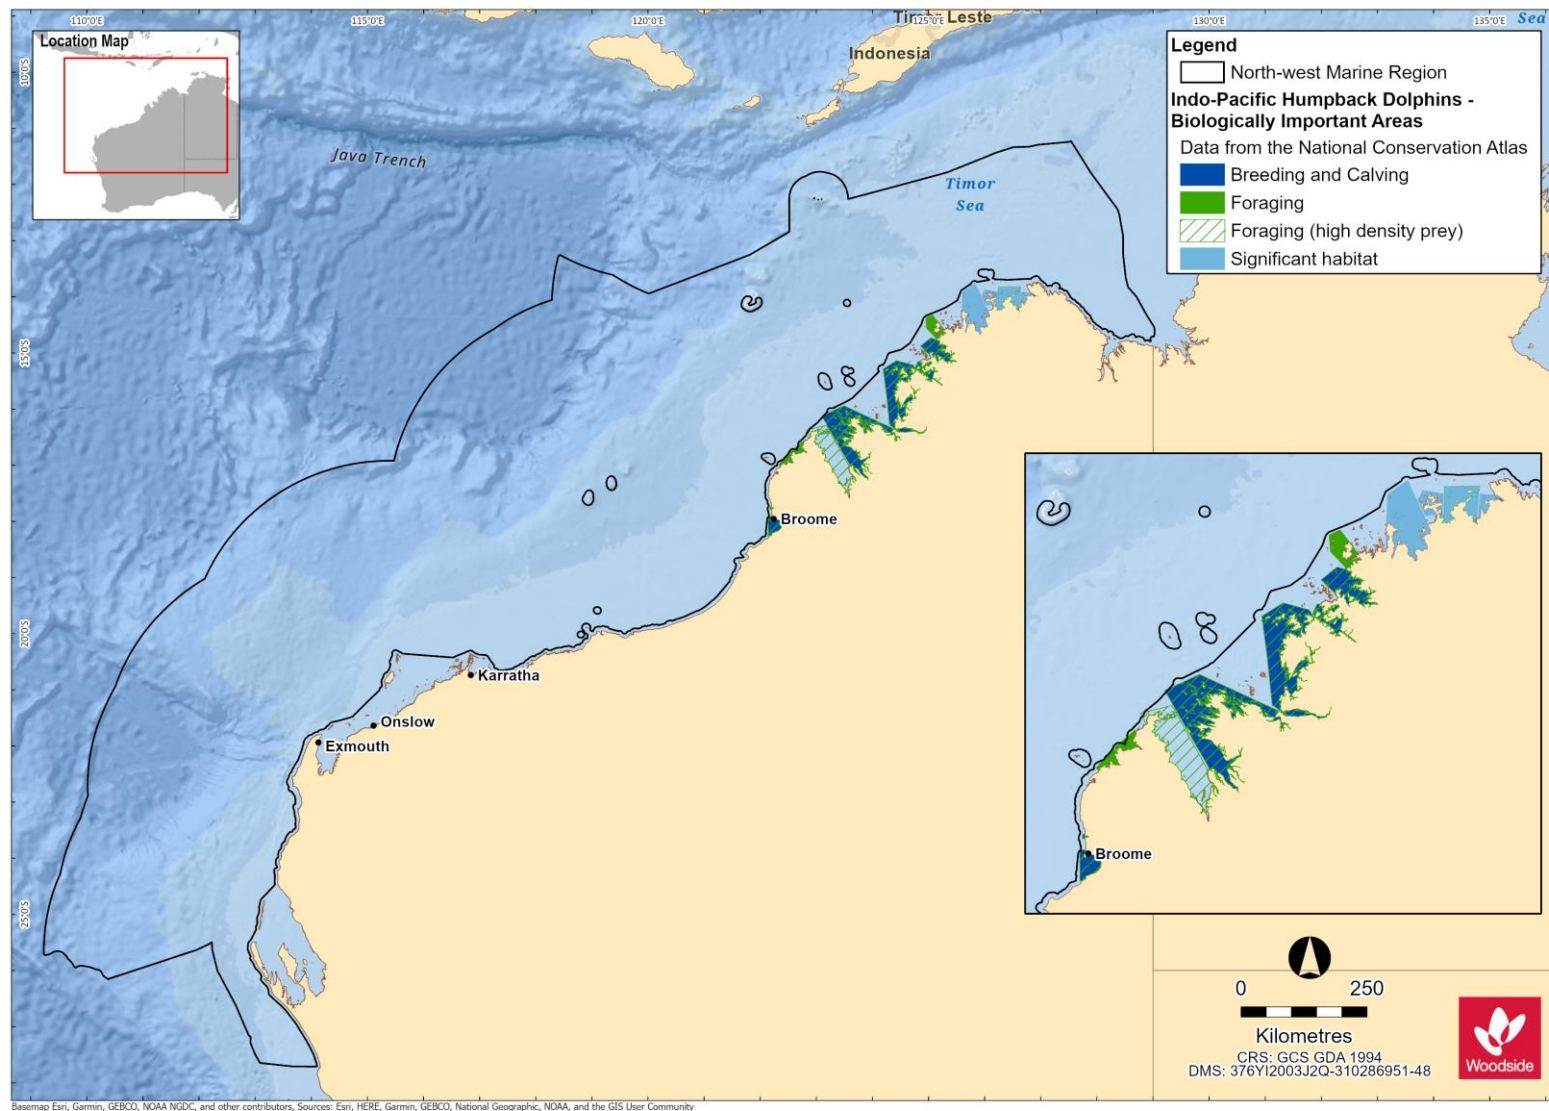 Timor Leste
110°0'E
115°0'E
120°0'E
125°0'E
130°0'E
135°0'E
Sea
Location Map
Indonesia
10°0'S
Java Trench
Timor
Sea
Legend
North-west Marine Region
Indo-Pacific Humpback Dolphins -
Biologically Important Areas
Data from the National Conservation Atlas
Breeding and Calving
Foraging
Foraging (high density prey)
Significant habitat
15°0'S
Broome
20°0'S
Karratha
Onslow
Exmouth
Broome
25°0'S
0 250
Kilometres
CRS: GCS GDA 1994
DMS: 376YI2003J2Q-310286951-48
Woodside
Basemap Esri, Garmin, GEBCO, NOAA NGDC, and other contributors, Sources: Esri, HERE, Garmin, GEBCO, National Geographic, NOAA, and the GIS User Community